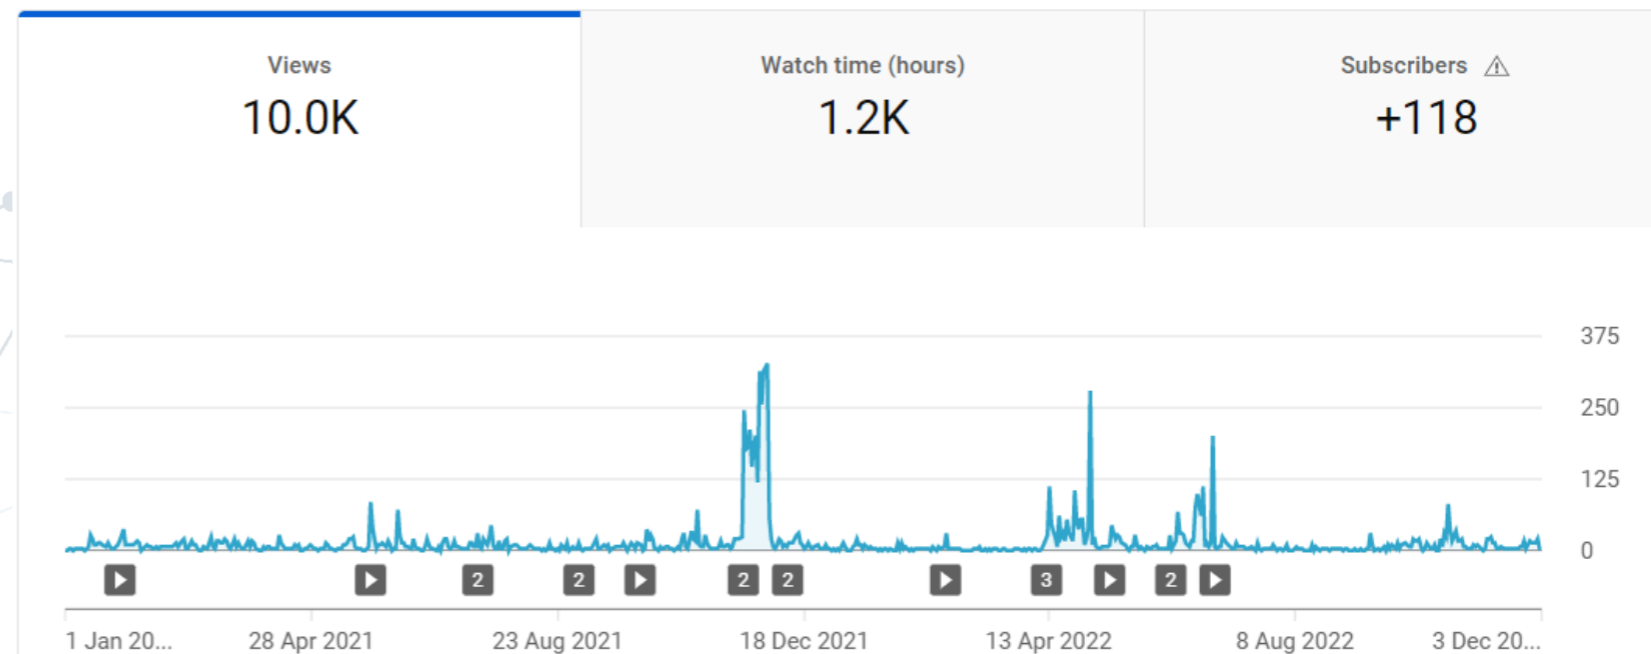 Views
10.0K
Watch time (hours)
1.2K
Subscribers
+118
375
250
125
0
2 2 2 2 3 2
1 Jan 20... 28 Apr 2021 23 Aug 2021 18 Dec 2021 13 Apr 2022 8 Aug 2022 3 Dec 20...